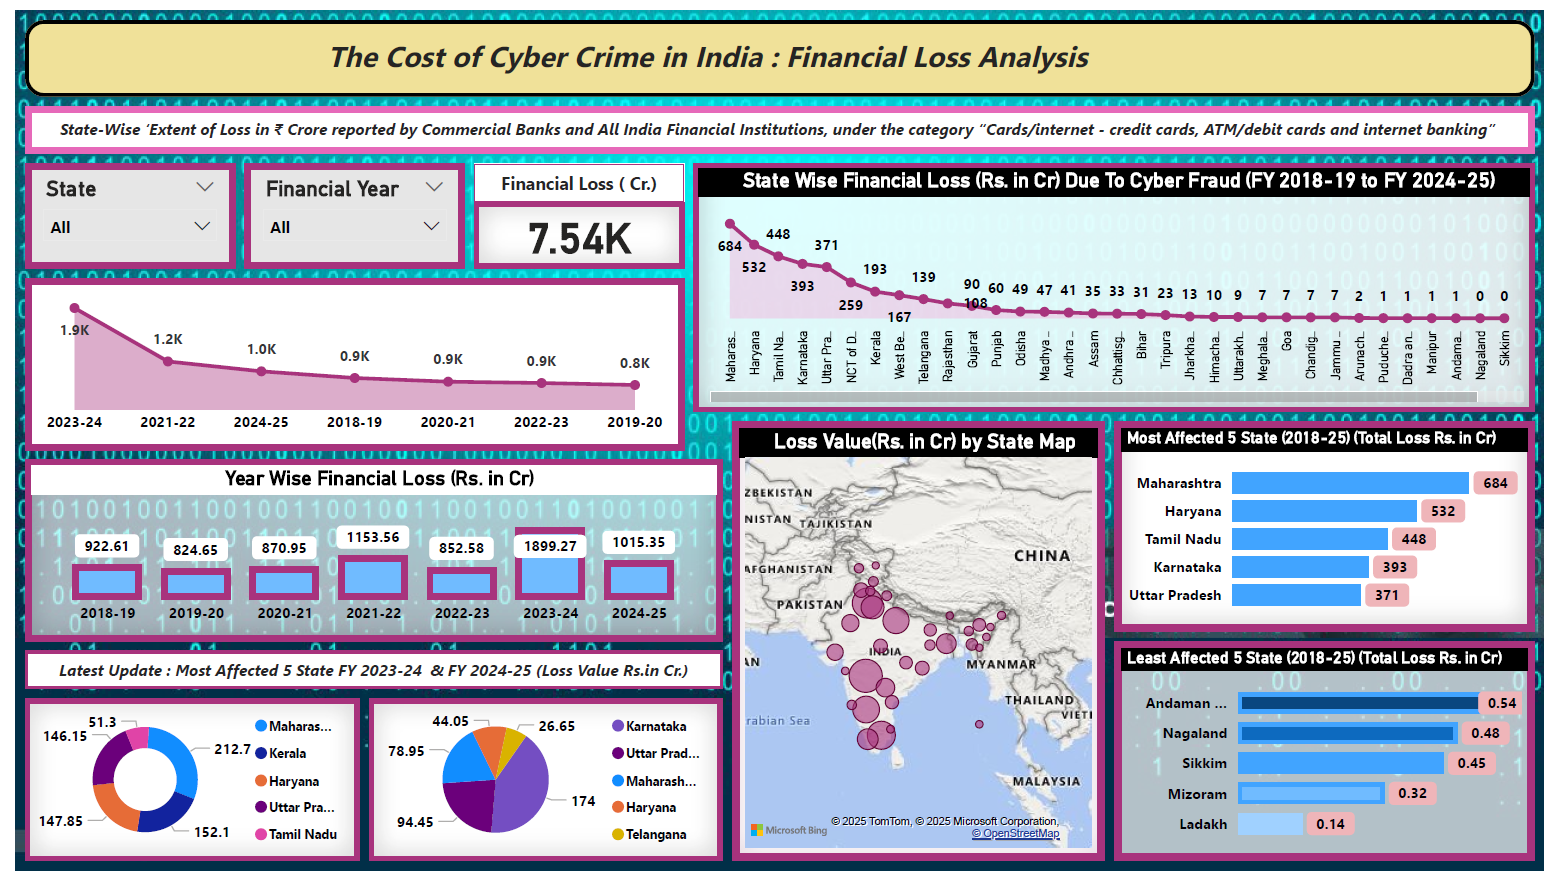 The Cost of Cyber Crime in India : Financial Loss Analysis
State-Wise 'Extent of Loss in ₹ Crore reported by Commercial Banks and All India Financial Institutions, under the category "Cards/internet - credit cards, ATM/debit cards and internet banking"
State
All
Financial Year
All
Financial Loss ( Cr.)
7.54K
State Wise Financial Loss (Rs. in Cr) Due To Cyber Fraud (FY 2018-19 to FY 2024-25)
684 532 448 393 371 259 193 167 139 108 90 60 49 47 41 35 33 31 23 13 10 9 7 7 7 7 2 1 1 1 1 0 0
Maharas...
Haryana
Tamil Na...
Karnataka
Uttar Pra...
NCT of D...
Kerala
West Be...
Telangana
Rajasthan
Gujarat
Punjab
Odisha
Madhya ...
Andhra ...
Assam
Chhattisg...
Bihar
Tripura
Jharkha...
Himacha...
Uttarakh...
Meghala...
Goa
Chandig...
Jammu ...
Arunach...
Puduche...
Dadra an...
Manipur
Andama...
Nagaland
Sikkim
1.9K 1.2K 1.0K 0.9K 0.9K 0.9K 0.8K
2023-24 2021-22 2024-25 2018-19 2020-21 2022-23 2019-20
Year Wise Financial Loss (Rs. in Cr)
922.61 824.65 870.95 1153.56 852.58 1899.27 1015.35
2018-19 2019-20 2020-21 2021-22 2022-23 2023-24 2024-25
Latest Update : Most Affected 5 State FY 2023-24 & FY 2024-25 (Loss Value Rs.in Cr.)
51.3
146.15
147.85
212.7
152.1
Maharas...
Kerala
Haryana
Uttar Pra...
Tamil Nadu
44.05
26.65
78.95
94.45
174
Karnataka
Uttar Prad...
Maharash...
Haryana
Telangana
Loss Value(Rs. in Cr) by State Map
ZBEKISTAN
NISTAN
TAJIKISTAN
CHINA
AFGHANISTAN
PAKISTAN
INDIA
AN
MYANMAR
THAILAND
rabian Sea
VIET
MALAYSIA
Microsoft Bing
© 2025 TomTom, © 2025 Microsoft Corporation,
© OpenStreetMap
Most Affected 5 State (2018-25) (Total Loss Rs. in Cr)
Maharashtra 684
Haryana 532
Tamil Nadu 448
Karnataka 393
Uttar Pradesh 371
Least Affected 5 State (2018-25) (Total Loss Rs. in Cr)
Andaman ... 0.54
Nagaland 0.48
Sikkim 0.45
Mizoram 0.32
Ladakh 0.14